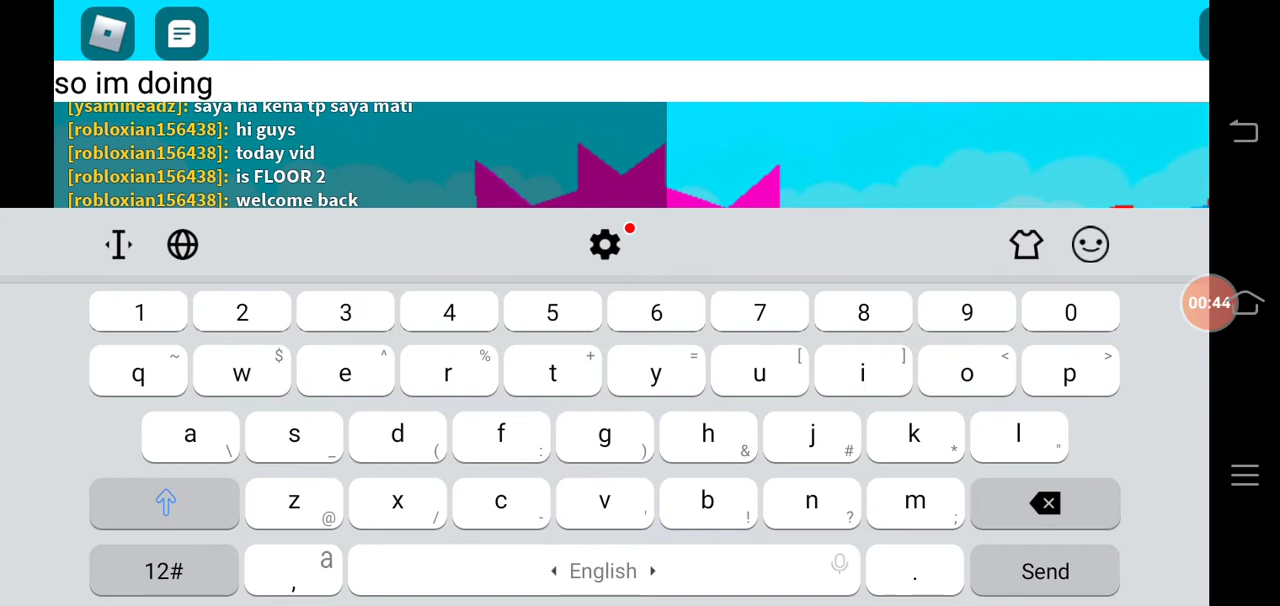 so im doing
[ysamineadz]: saya ha kena tp saya mati
[robloxian156438]: hi guys
[robloxian156438]: today vid
[robloxian156438]: is FLOOR 2
[robloxian156438]: welcome back
00:44
1 2 3 4 5 6 7 8 9 0
~ $ ^ % + = [ ] < >
q w e r t y u i o p
a s d f g h j k l
\ _ ( : ) & # * "
z x c v b n m
@ / - ' ! ? ;
12# a , English . Send